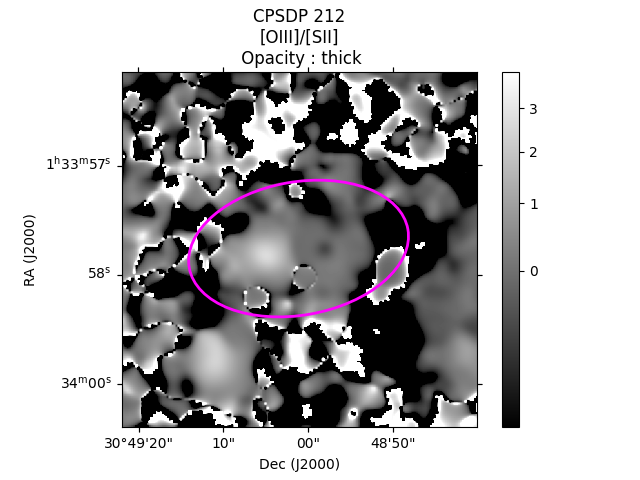 CPSDP 212
[OIII]/[SII]
Opacity : thick
3
2
1
0
1ʰ33ᵐ57ˢ
58ˢ
34ᵐ00ˢ
RA (J2000)
30°49'20"
10"
00"
48'50"
Dec (J2000)